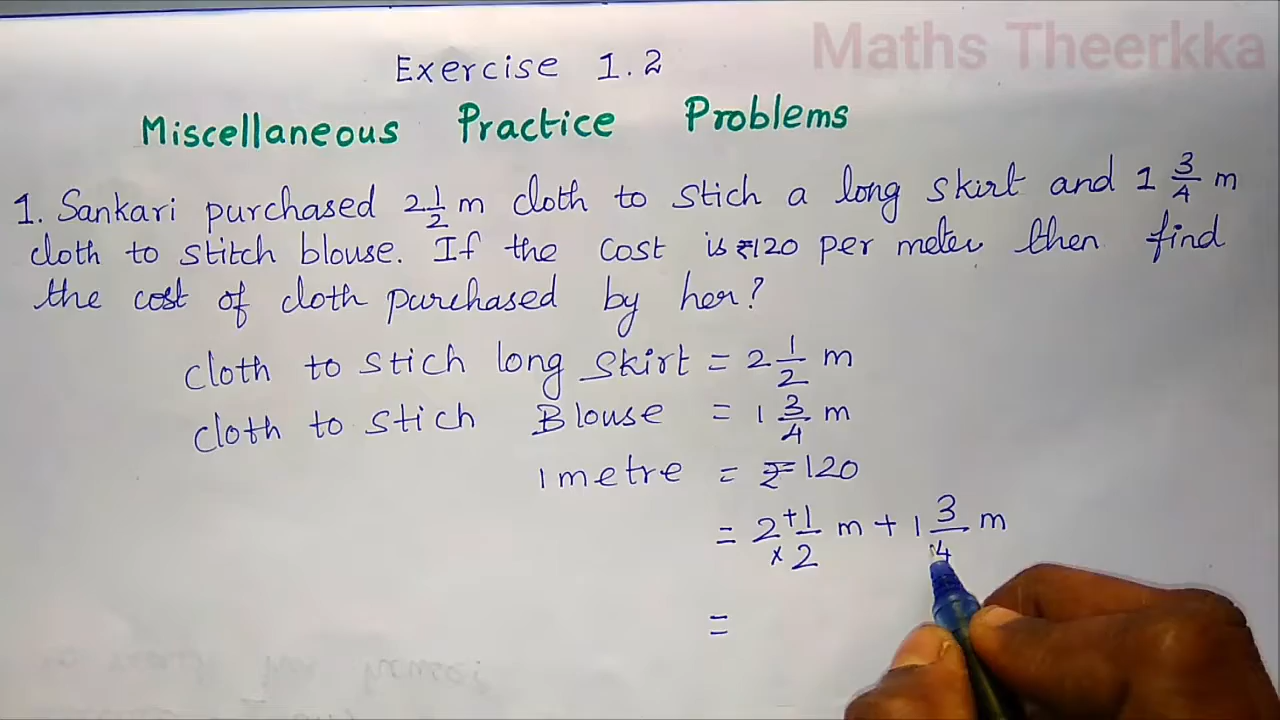 Maths Theerkka
Exercise 1.2
Miscellaneous Practice Problems
1. Sankari purchased 2 1/2 m cloth to stich a long skirt and 1 3/4 m
cloth to stitch blouse. If the cost is ₹120 per meter then find
the cost of cloth purchased by her?
cloth to stich long skirt = 2 1/2 m
cloth to stich Blouse = 1 3/4 m
1 metre = ₹120
= 2 +1/×2 m + 1 3/4 m
=